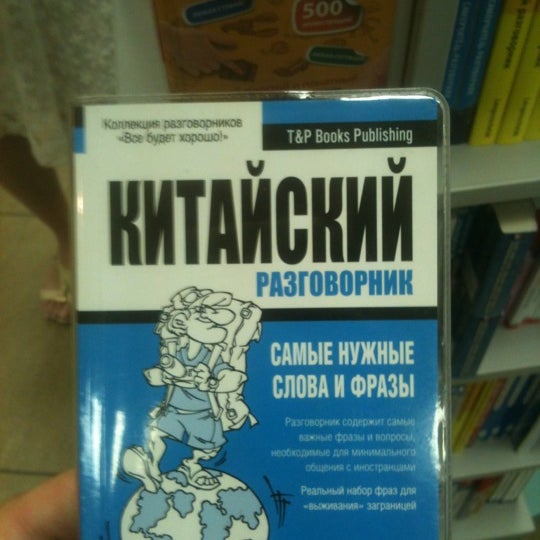 500
Коллекция разговорников
«Все будет хорошо!»
T&P Books Publishing
КИТАЙСКИЙ
РАЗГОВОРНИК
САМЫЕ НУЖНЫЕ
СЛОВА И ФРАЗЫ
Разговорник содержит самые
важные фразы и вопросы,
необходимые для минимального
общения с иностранцами
Реальный набор фраз для
«выживания» заграницей